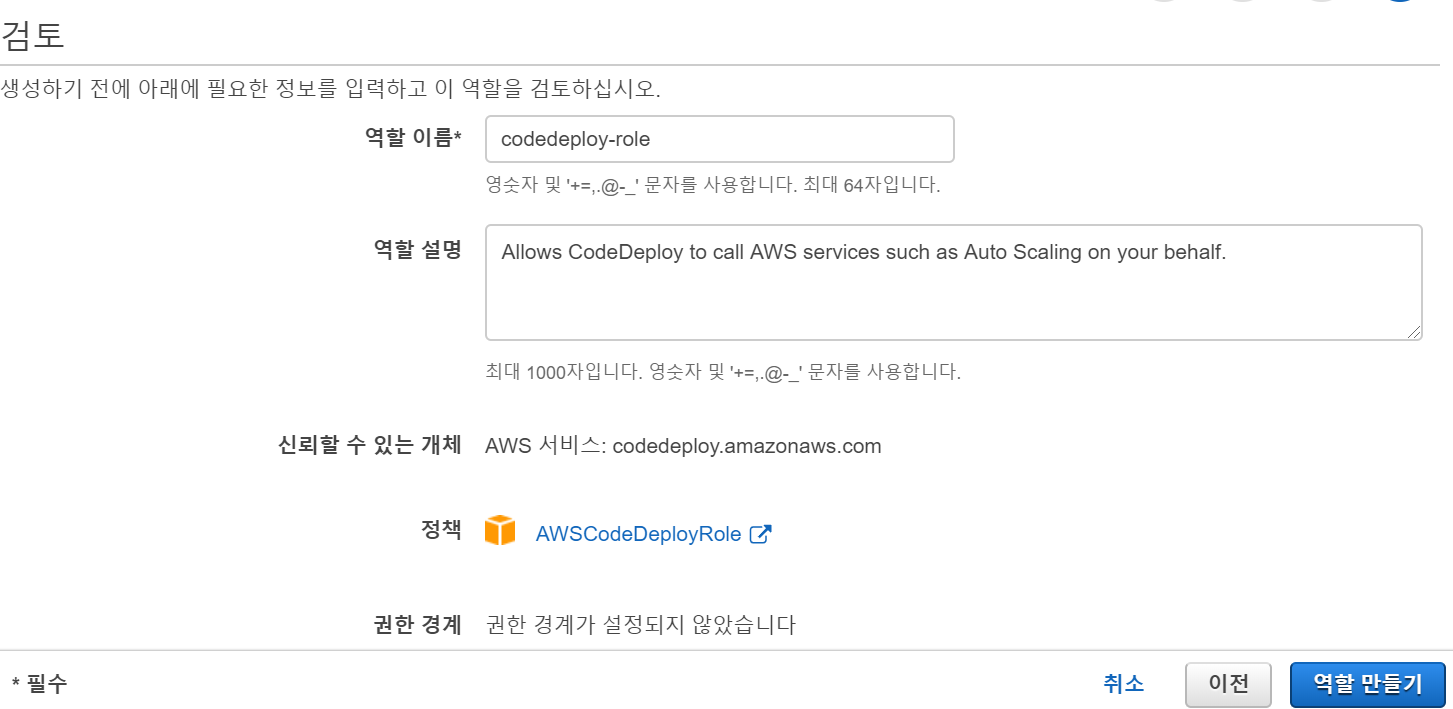 검토
생성하기 전에 아래에 필요한 정보를 입력하고 이 역할을 검토하십시오.
역할 이름* codedeploy-role
영숫자 및 '+=,.@-_' 문자를 사용합니다. 최대 64자입니다.
역할 설명 Allows CodeDeploy to call AWS services such as Auto Scaling on your behalf.
최대 1000자입니다. 영숫자 및 '+=,.@-_' 문자를 사용합니다.
신뢰할 수 있는 개체 AWS 서비스: codedeploy.amazonaws.com
정책 AWSCodeDeployRole
권한 경계 권한 경계가 설정되지 않았습니다
* 필수 취소 이전 역할 만들기